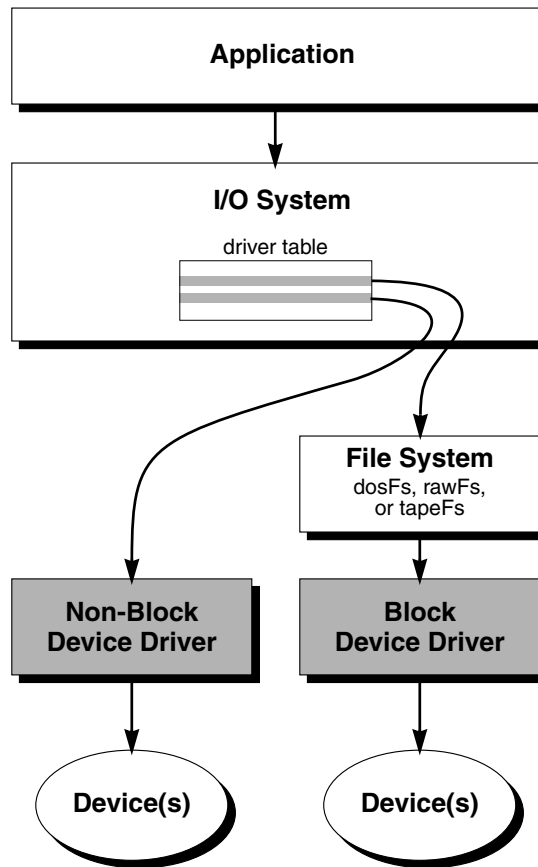 Application
I/O System
driver table
File System
dosFs, rawFs,
or tapeFs
Non-Block
Device Driver
Block
Device Driver
Device(s)
Device(s)